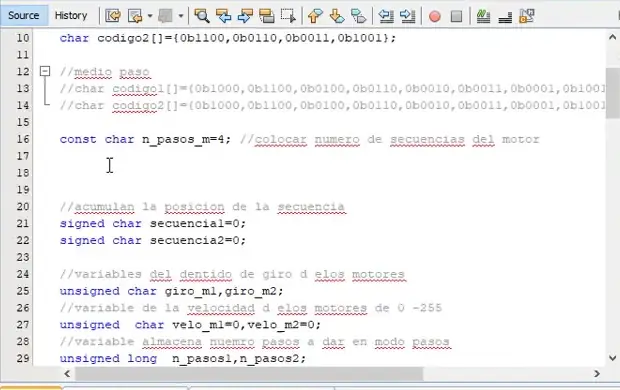 Source History
10 char codigo2[]={0b1100,0b0110,0b0011,0b1001};
11
12 //medio paso
13 //char codigo1[]={0b1000,0b1100,0b0100,0b0110,0b0010,0b0011,0b0001,0b1001
14 //char codigo2[]={0b1000,0b1100,0b0100,0b0110,0b0010,0b0011,0b0001,0b1001
15
16 const char n_pasos_m=4; //colocar numero de secuencias del motor
17
18
19
20 //acumulan la posicion de la secuencia
21 signed char secuencia1=0;
22 signed char secuencia2=0;
23
24 //variables del dentido de giro d elos motores
25 unsigned char giro_m1,giro_m2;
26 //variable de la velocidad d elos motores de 0 -255
27 unsigned char velo_m1=0,velo_m2=0;
28 //variable almacena nuemro pasos a dar en modo pasos
29 unsigned long n_pasos1,n_pasos2;